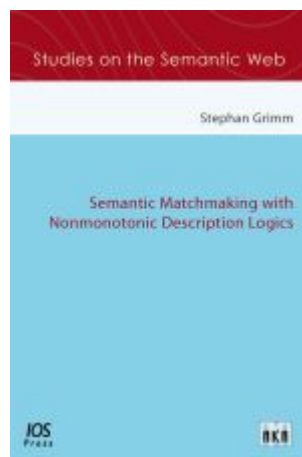 Studies on the Semantic Web
Stephan Grimm
Semantic Matchmaking with
Nonmonotonic Description Logics
IOS
Press
AKA